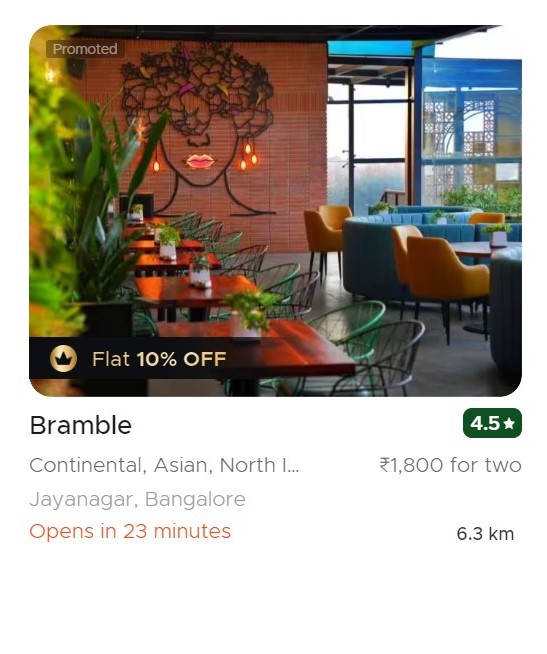 Promoted
Flat 10% OFF
Bramble
4.5★
Continental, Asian, North I...
₹1,800 for two
Jayanagar, Bangalore
Opens in 23 minutes
6.3 km